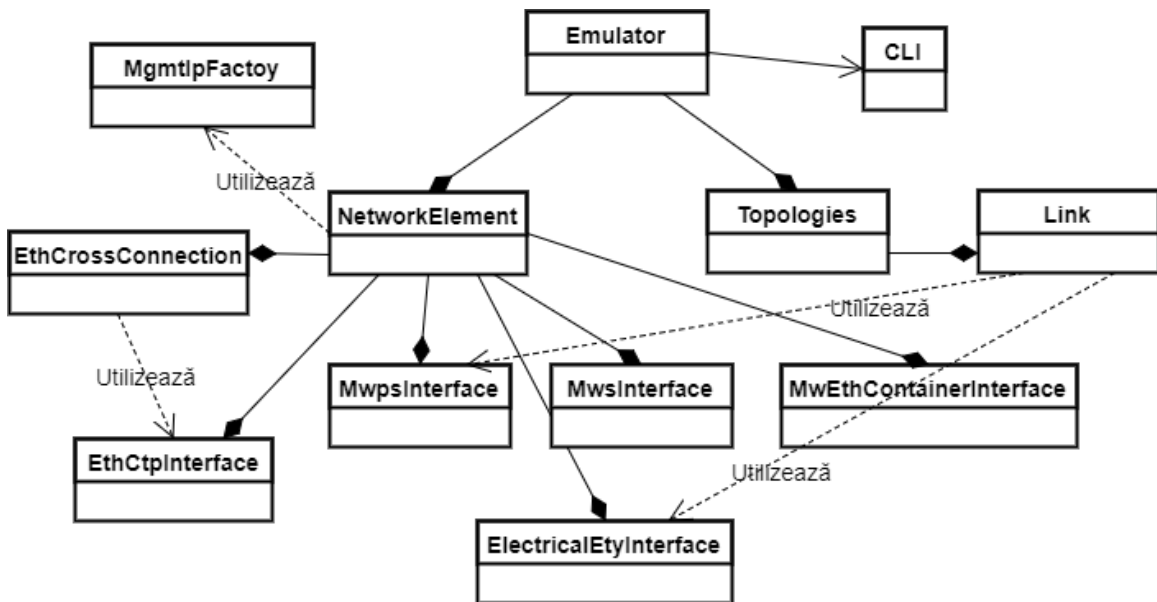 Emulator
CLI
MgmtIpFactoy
Utilizează
NetworkElement
Topologies
Link
EthCrossConnection
Utilizează
Utilizează
MwpsInterface
MwsInterface
MwEthContainerInterface
EthCtpInterface
Utilizează
ElectricalEtyInterface